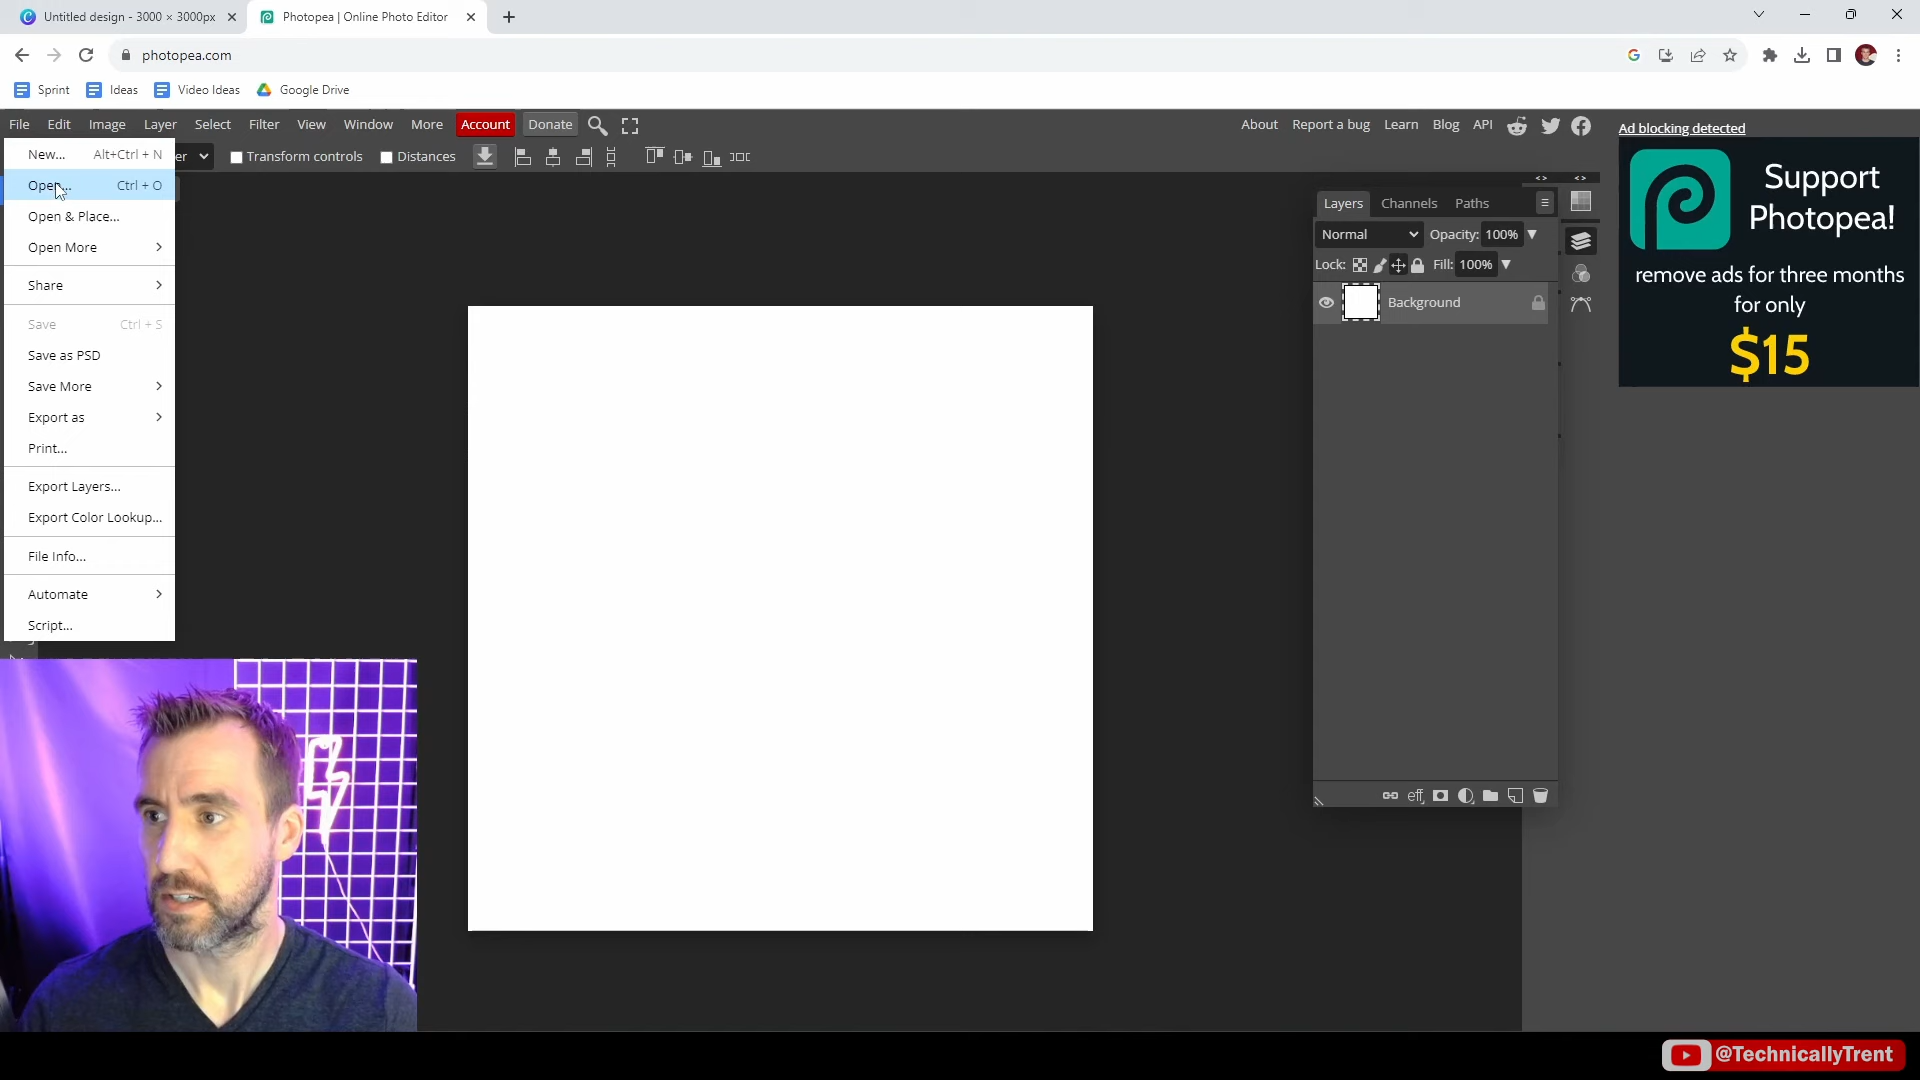 Untitled design - 3000 × 3000px
Photopea | Online Photo Editor
photopea.com
Sprint Ideas Video Ideas Google Drive
File Edit Image Layer Select Filter View Window More Account Donate
About Report a bug Learn Blog API
Ad blocking detected
New... Alt+Ctrl + N
er
Transform controls
Distances
Open... Ctrl + O
Open & Place...
Open More
Share
Save Ctrl + S
Save as PSD
Save More
Export as
Print...
Export Layers...
Export Color Lookup...
File Info...
Automate
Script...
Layers Channels Paths
Normal Opacity: 100%
Lock: Fill: 100%
Background
eff
Support
Photopea!
remove ads for three months
for only
$15
@TechnicallyTrent